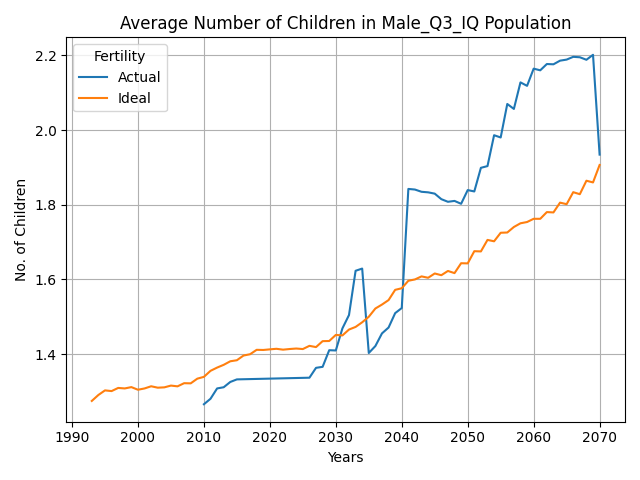 Average Number of Children in Male_Q3_IQ Population
Fertility
Actual
Ideal
No. of Children
2.2
2.0
1.8
1.6
1.4
1990 2000 2010 2020 2030 2040 2050 2060 2070
Years